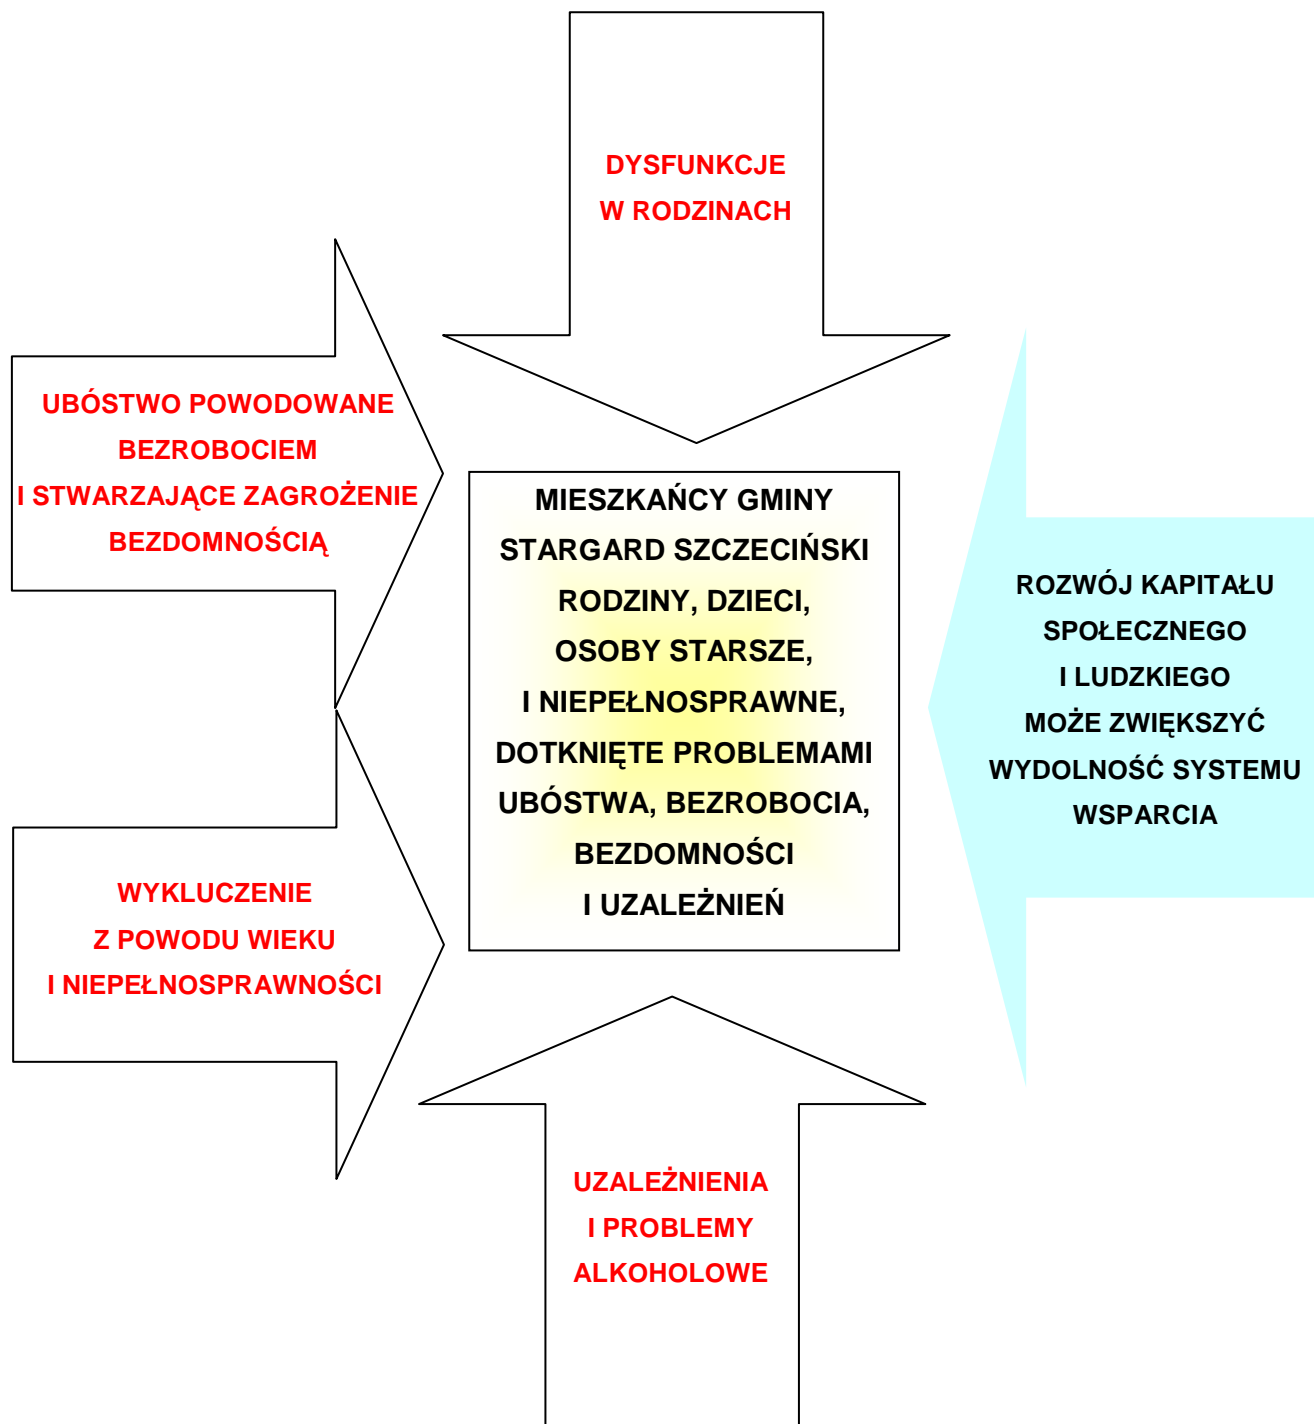 DYSFUNKCJE
W RODZINACH
UBÓSTWO POWODOWANE
BEZROBOCIEM
I STWARZAJĄCE ZAGROŻENIE
BEZDOMNOŚCIĄ
MIESZKAŃCY GMINY
STARGARD SZCZECIŃSKI
RODZINY, DZIECI,
OSOBY STARSZE,
I NIEPEŁNOSPRAWNE,
DOTKNIĘTE PROBLEMAMI
UBÓSTWA, BEZROBOCIA,
BEZDOMNOŚCI
I UZALEŻNIEŃ
ROZWÓJ KAPITAŁU
SPOŁECZNEGO
I LUDZKIEGO
MOŻE ZWIĘKSZYĆ
WYDOLNOŚĆ SYSTEMU
WSPARCIA
WYKLUCZENIE
Z POWODU WIEKU
I NIEPEŁNOSPRAWNOŚCI
UZALEŻNIENIA
I PROBLEMY
ALKOHOLOWE